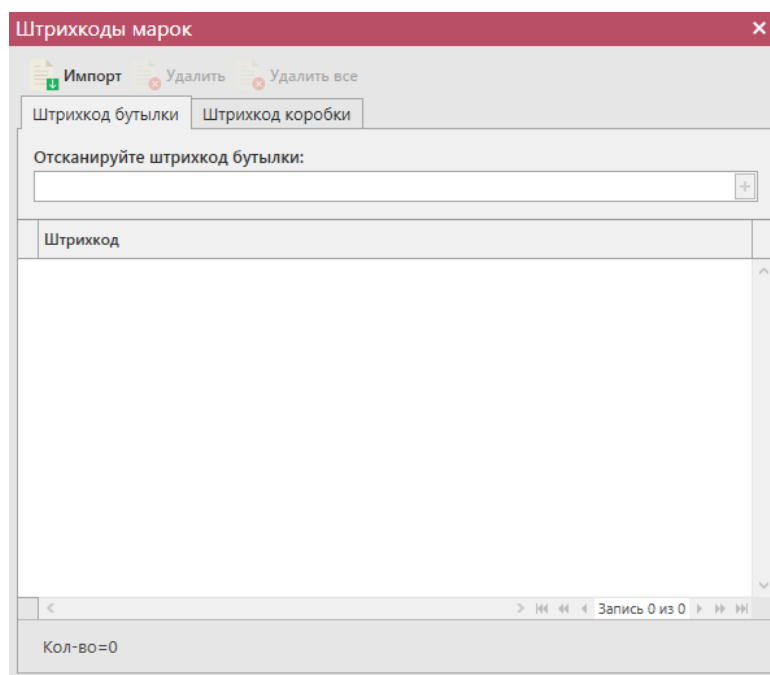 Штрихкоды марок
Импорт Удалить Удалить все
Штрихкод бутылки Штрихкод коробки
Отсканируйте штрихкод бутылки:
Штрихкод
Запись 0 из 0
Кол-во=0